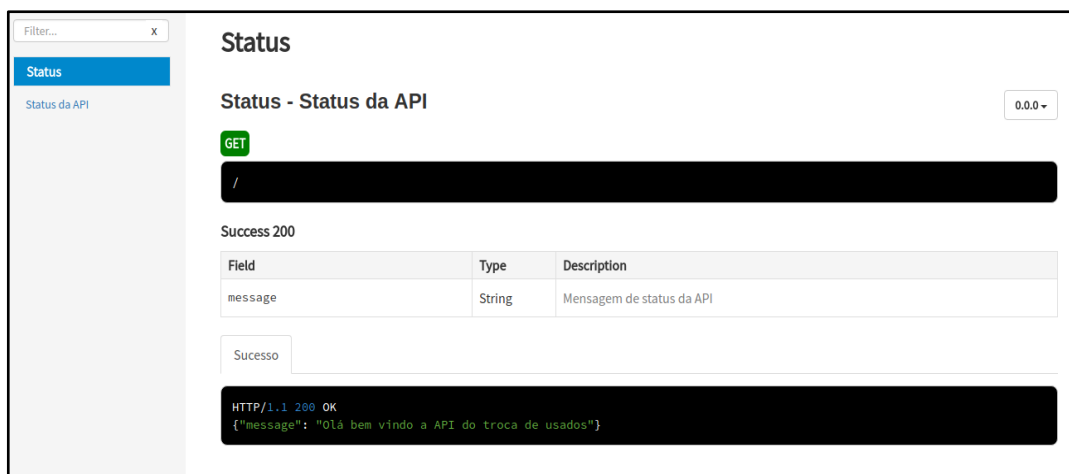 Filter...
X
Status
Status da API
Status
Status - Status da API
0.0.0
GET
/
Success 200
Field Type Description
message String Mensagem de status da API
Sucesso
HTTP/1.1 200 OK
{"message": "Olá bem vindo a API do troca de usados"}